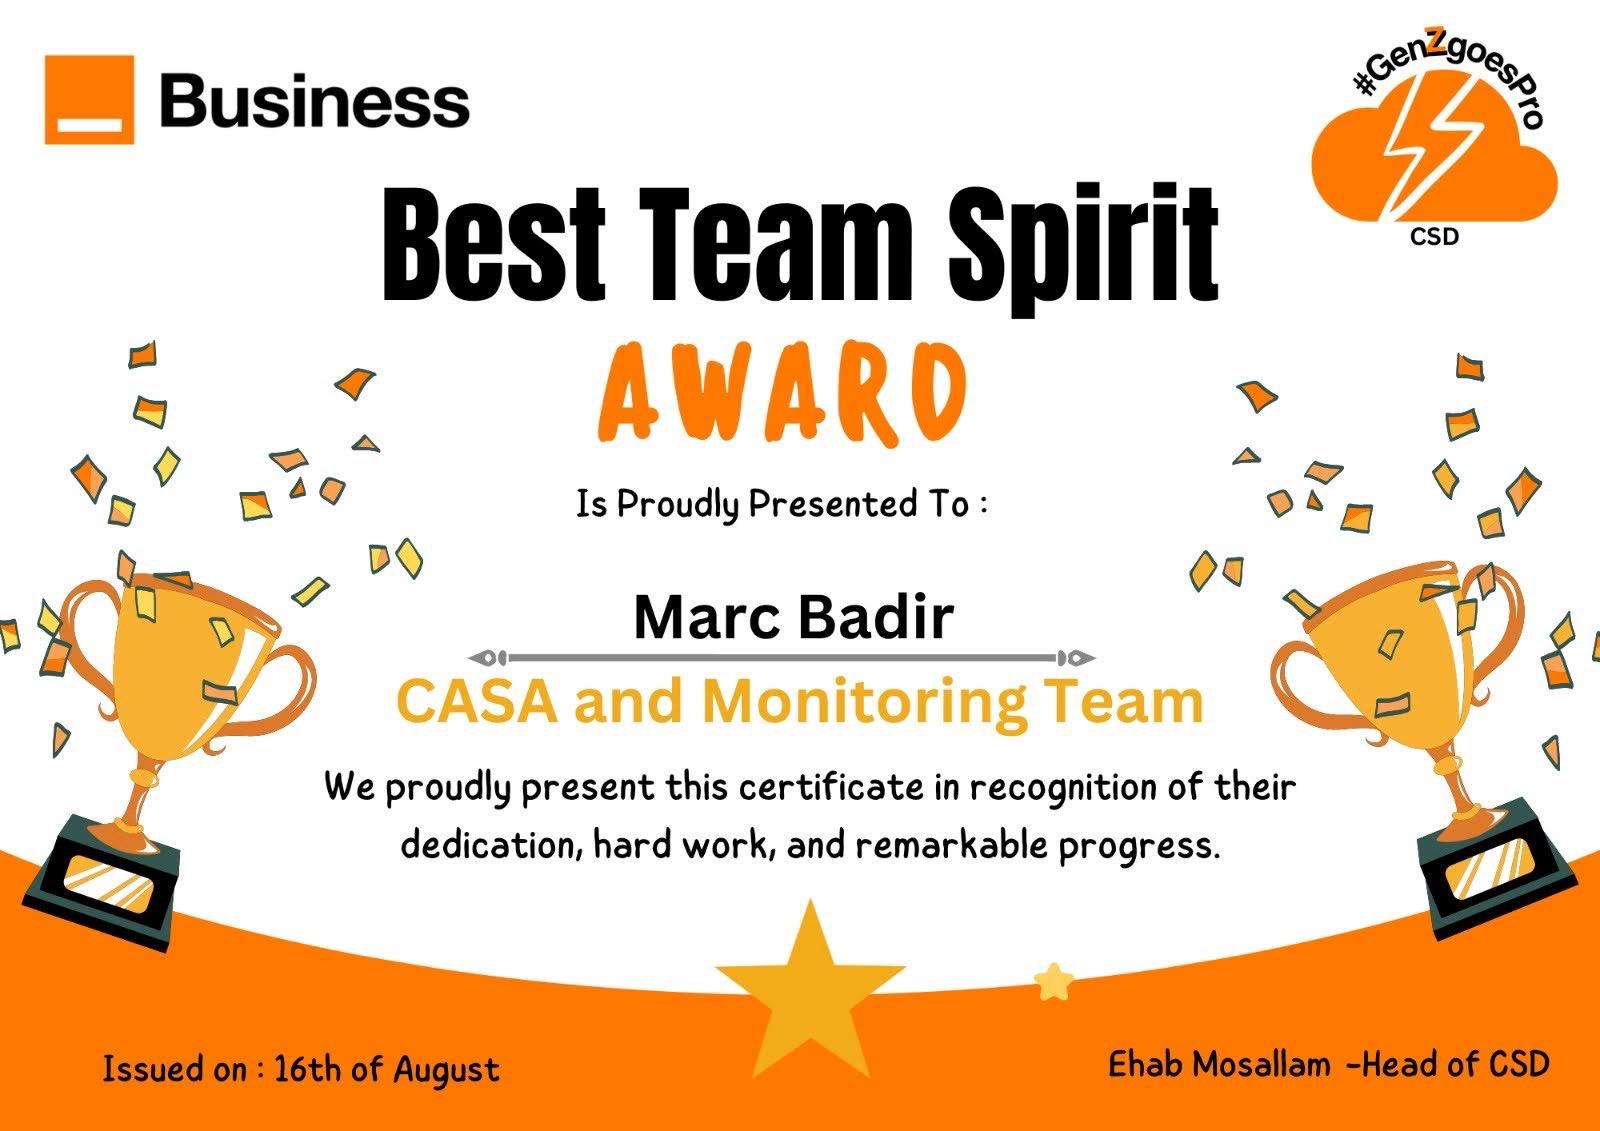 Business
#GenZgoesPro
CSD
Best Team Spirit
AWARD
Is Proudly Presented To :
Marc Badir
CASA and Monitoring Team
We proudly present this certificate in recognition of their
dedication, hard work, and remarkable progress.
Issued on : 16th of August
Ehab Mosallam -Head of CSD